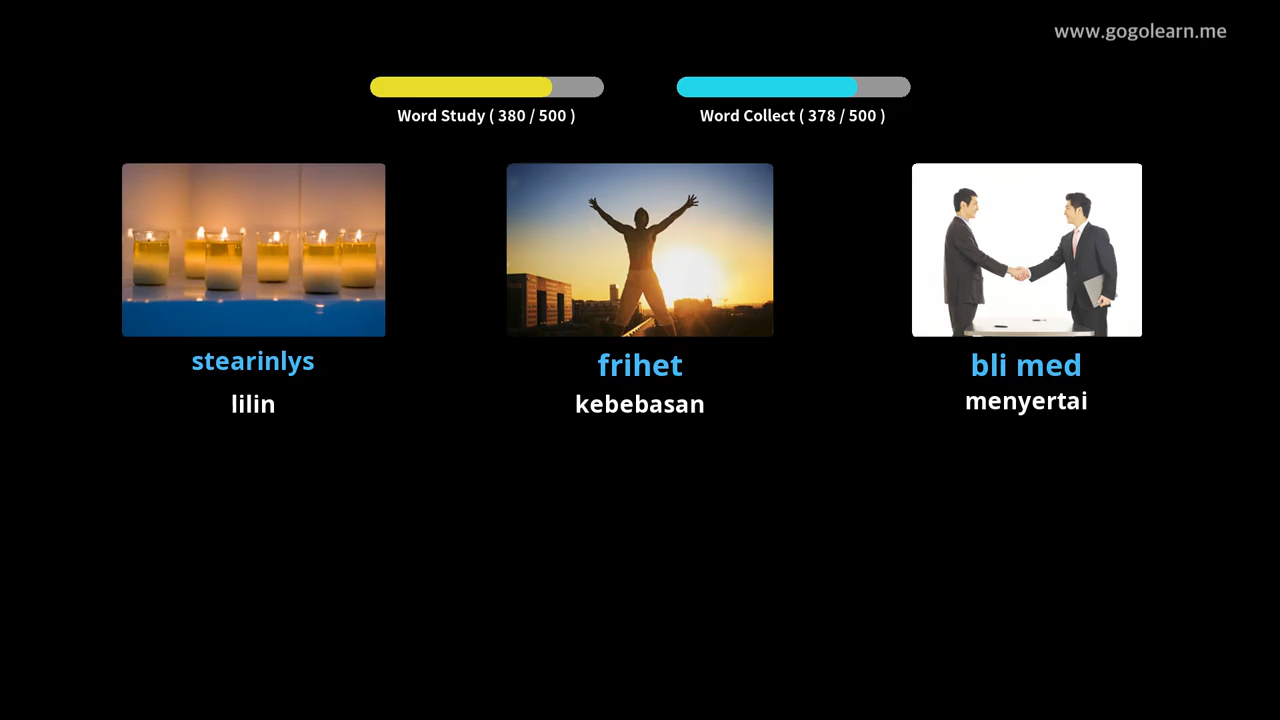 www.gogolearn.me
Word Study ( 380 / 500 )
Word Collect ( 378 / 500 )
stearinlys
lilin
frihet
kebebasan
bli med
menyertai